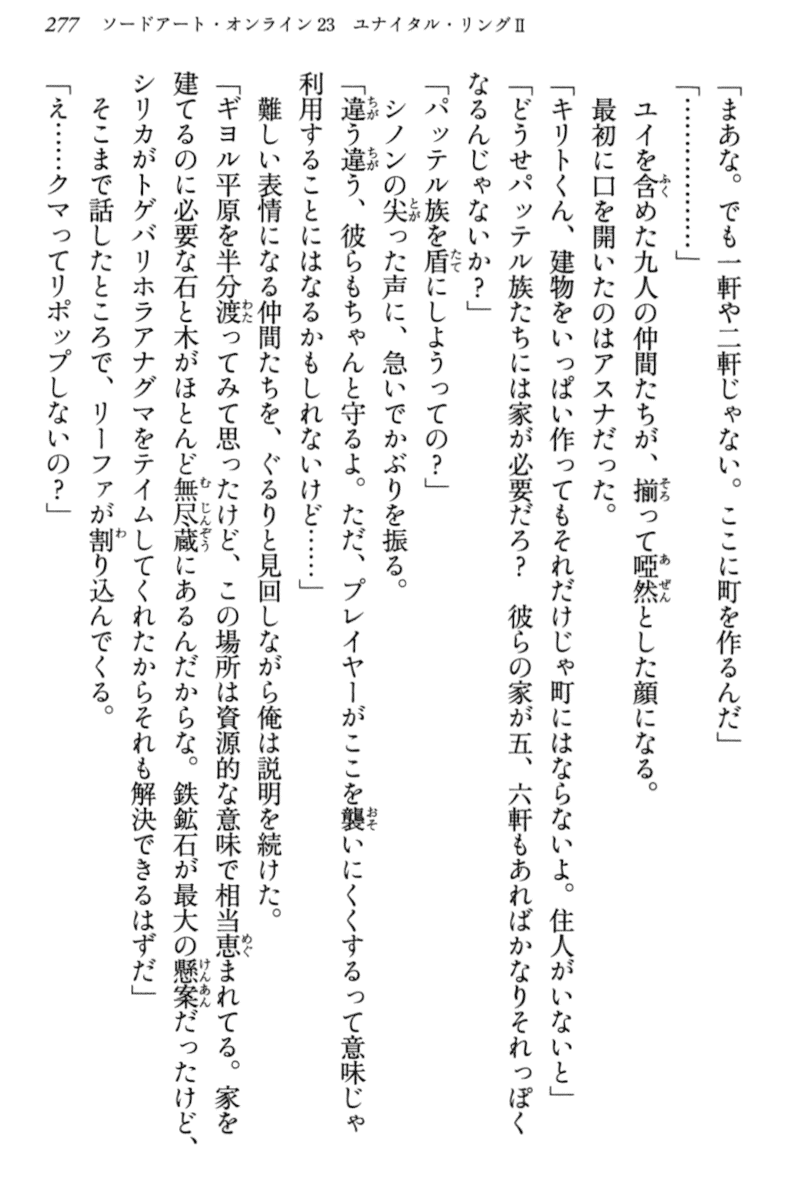 277 ソードアート・オンライン23 ユナイタル・リングⅡ
「まあな。でも一軒や二軒じゃない。ここに町を作るんだ」
「………………」
ユイを含めた九人の仲間たちが、揃って啞然とした顔になる。
最初に口を開いたのはアスナだった。
「キリトくん、建物をいっぱい作ってもそれだけじゃ町にはならないよ。住人がいないと」
「どうせパッテル族たちには家が必要だろ？　彼らの家が五、六軒もあればかなりそれっぽく
なるんじゃないか？」
「パッテル族を盾にしようっての？」
シノンの尖った声に、急いでかぶりを振る。
「違う違う、彼らもちゃんと守るよ。ただ、プレイヤーがここを襲いにくくするって意味じゃ
利用することにはなるかもしれないけど……」
難しい表情になる仲間たちを、ぐるりと見回しながら俺は説明を続けた。
「ギヨル平原を半分渡ってみて思ったけど、この場所は資源的な意味で相当恵まれてる。家を
建てるのに必要な石と木がほとんど無尽蔵にあるんだからな。鉄鉱石が最大の懸案だったけど、
シリカがトゲバリホラアナグマをテイムしてくれたからそれも解決できるはずだ」
そこまで話したところで、リーファが割り込んでくる。
「え……クマってリポップしないの？」